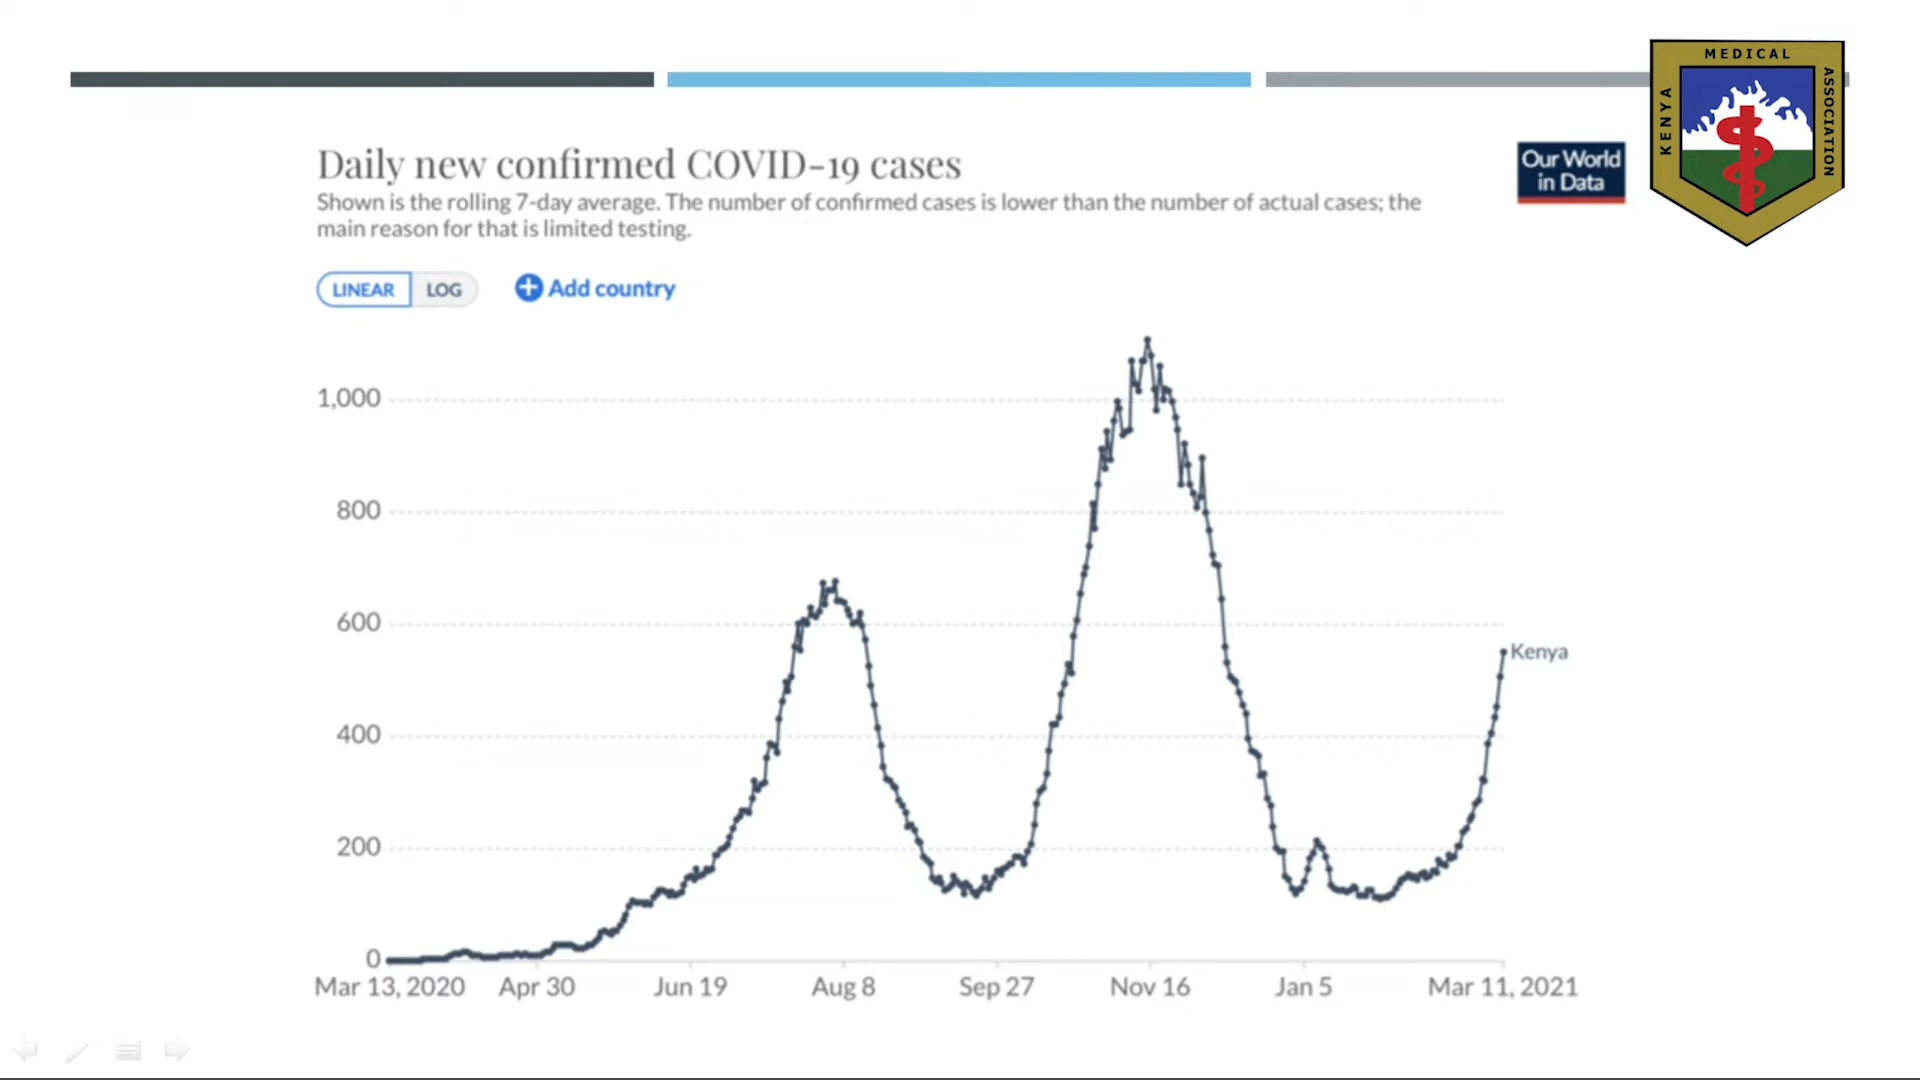 MEDICAL
KENYA
ASSOCIATION
Daily new confirmed COVID-19 cases
Our World
in Data
Shown is the rolling 7-day average. The number of confirmed cases is lower than the number of actual cases; the
main reason for that is limited testing.
LINEAR LOG Add country
1,000
800
600
Kenya
400
200
0
Mar 13, 2020 Apr 30 Jun 19 Aug 8 Sep 27 Nov 16 Jan 5 Mar 11, 2021